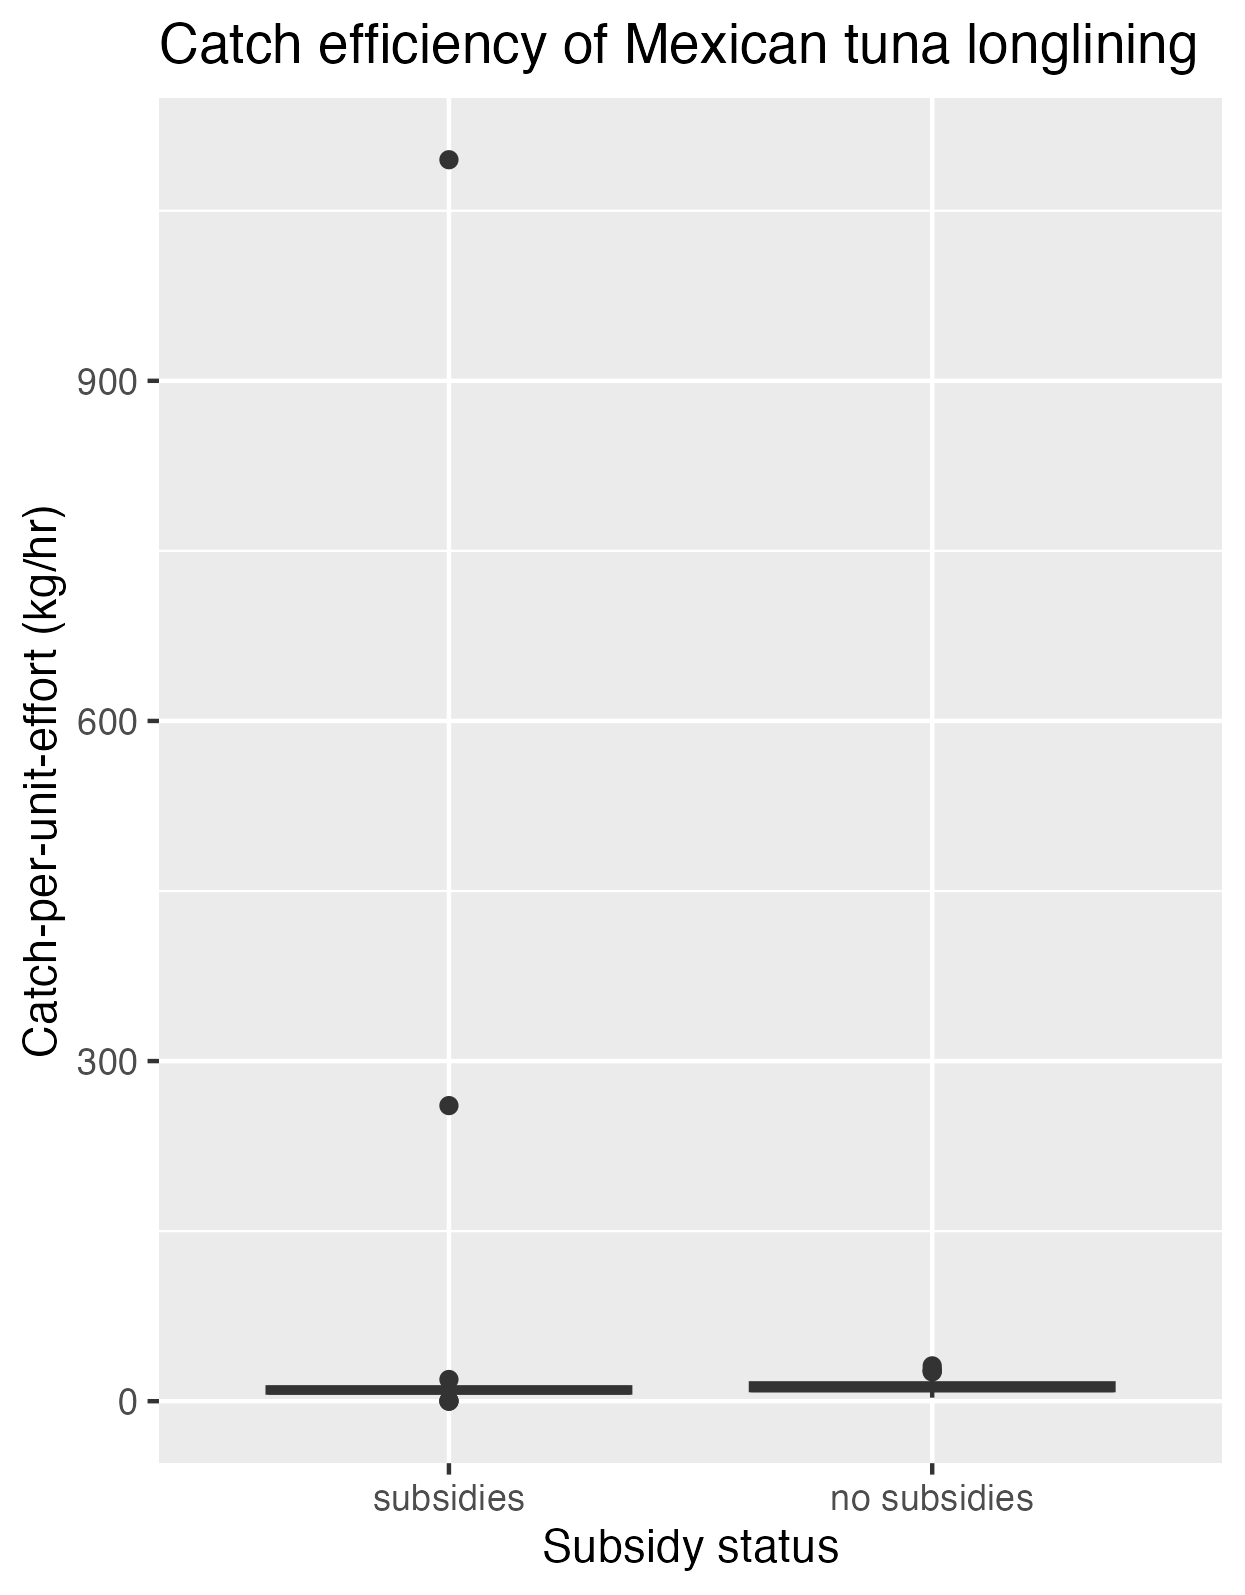 Catch efficiency of Mexican tuna longlining
Catch-per-unit-effort (kg/hr)
900
600
300
0
subsidies
no subsidies
Subsidy status